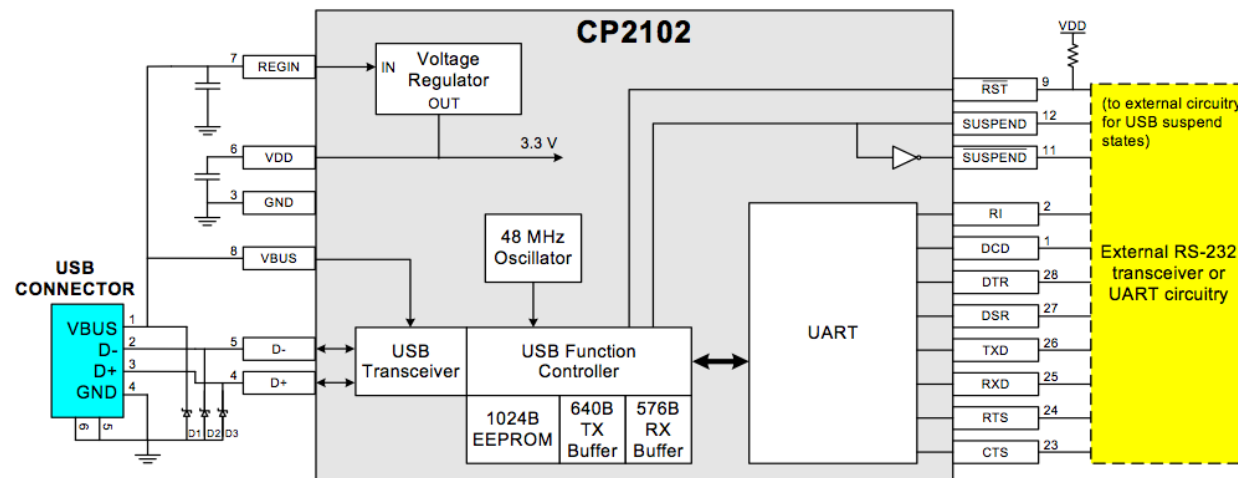 CP2102
7
REGIN
IN
Voltage
Regulator
OUT
6
VDD
3.3 V
3
GND
8
VBUS
48 MHz
Oscillator
USB
CONNECTOR
VBUS
D-
D+
GND
1
2
3
4
6
5
D1
D2
D3
5
D-
4
D+
USB
Transceiver
USB Function
Controller
1024B
EEPROM
640B
TX
Buffer
576B
RX
Buffer
UART
VDD
RST
9
SUSPEND
12
SUSPEND
11
RI
2
DCD
1
DTR
28
DSR
27
TXD
26
RXD
25
RTS
24
CTS
23
(to external circuitry
for USB suspend
states)
External RS-232
transceiver or
UART circuitry